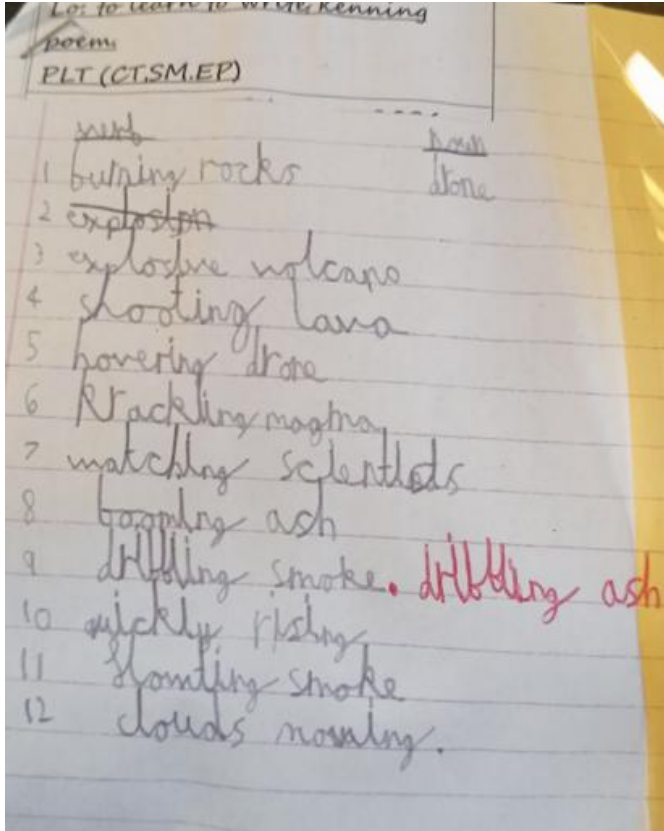 Lo: to learn to write kenning
poem.
PLT (CT,SM,EP)
verb noun
1 burning rocks drone
2 explosion
3 explosive volcano
4 shooting lava
5 hovering drone
6 krackling magma
7 watching scientists
8 booming ash
9 dribbling smoke. dribbling ash
10 quickly rising
11 smoke
12 clouds